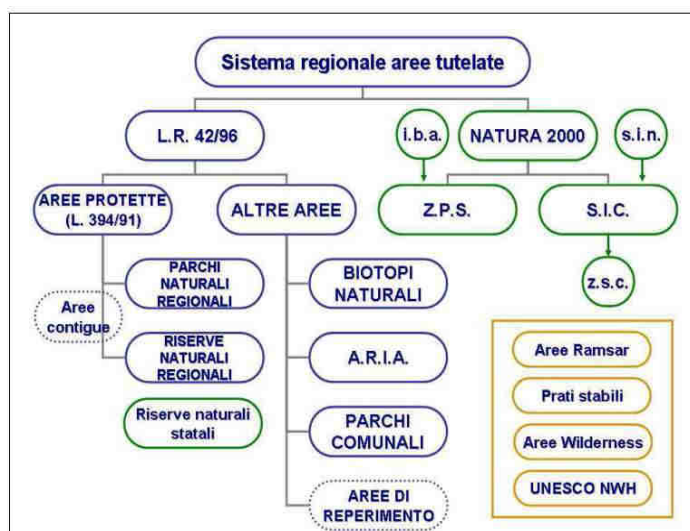 Sistema regionale aree tutelate
L.R. 42/96
i.b.a.
NATURA 2000
s.i.n.
AREE PROTETTE
(L. 394/91)
ALTRE AREE
Z.P.S.
S.I.C.
PARCHI
NATURALI
REGIONALI
BIOTOPI
NATURALI
z.s.c.
Aree
contigue
RISERVE
NATURALI
REGIONALI
A.R.I.A.
Aree Ramsar
Prati stabili
Riserve naturali
statali
PARCHI
COMUNALI
Aree Wilderness
UNESCO NWH
AREE DI
REPERIMENTO